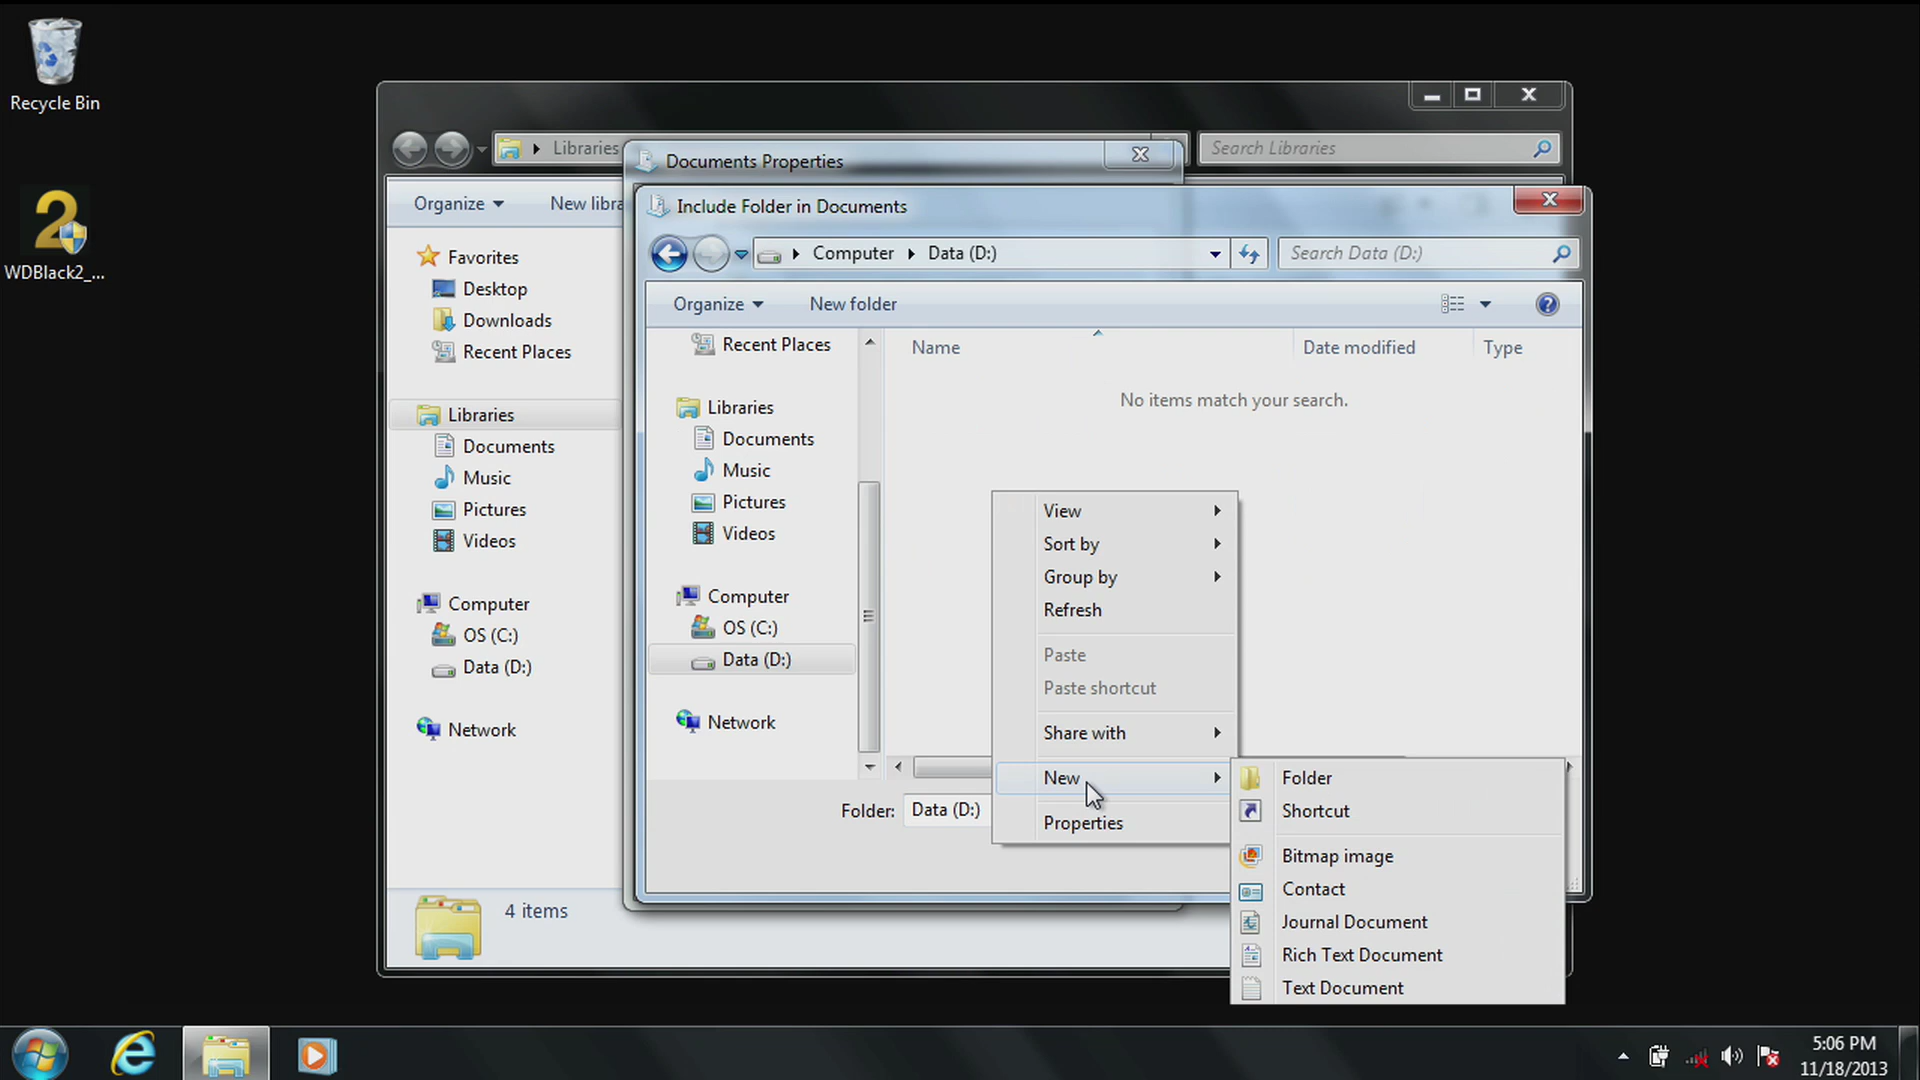 Recycle Bin
WDBlack2_...
Libraries
Search Libraries
Organize
New libra
Favorites
Desktop
Downloads
Recent Places
Libraries
Documents
Music
Pictures
Videos
Computer
OS (C:)
Data (D:)
Network
4 items
Documents Properties
Include Folder in Documents
Computer
Data (D:)
Search Data (D:)
Organize
New folder
Recent Places
Libraries
Documents
Music
Pictures
Videos
Computer
OS (C:)
Data (D:)
Network
Name
Date modified
Type
No items match your search.
Folder: Data (D:)
View
Sort by
Group by
Refresh
Paste
Paste shortcut
Share with
New
Properties
Folder
Shortcut
Bitmap image
Contact
Journal Document
Rich Text Document
Text Document
5:06 PM
11/18/2013